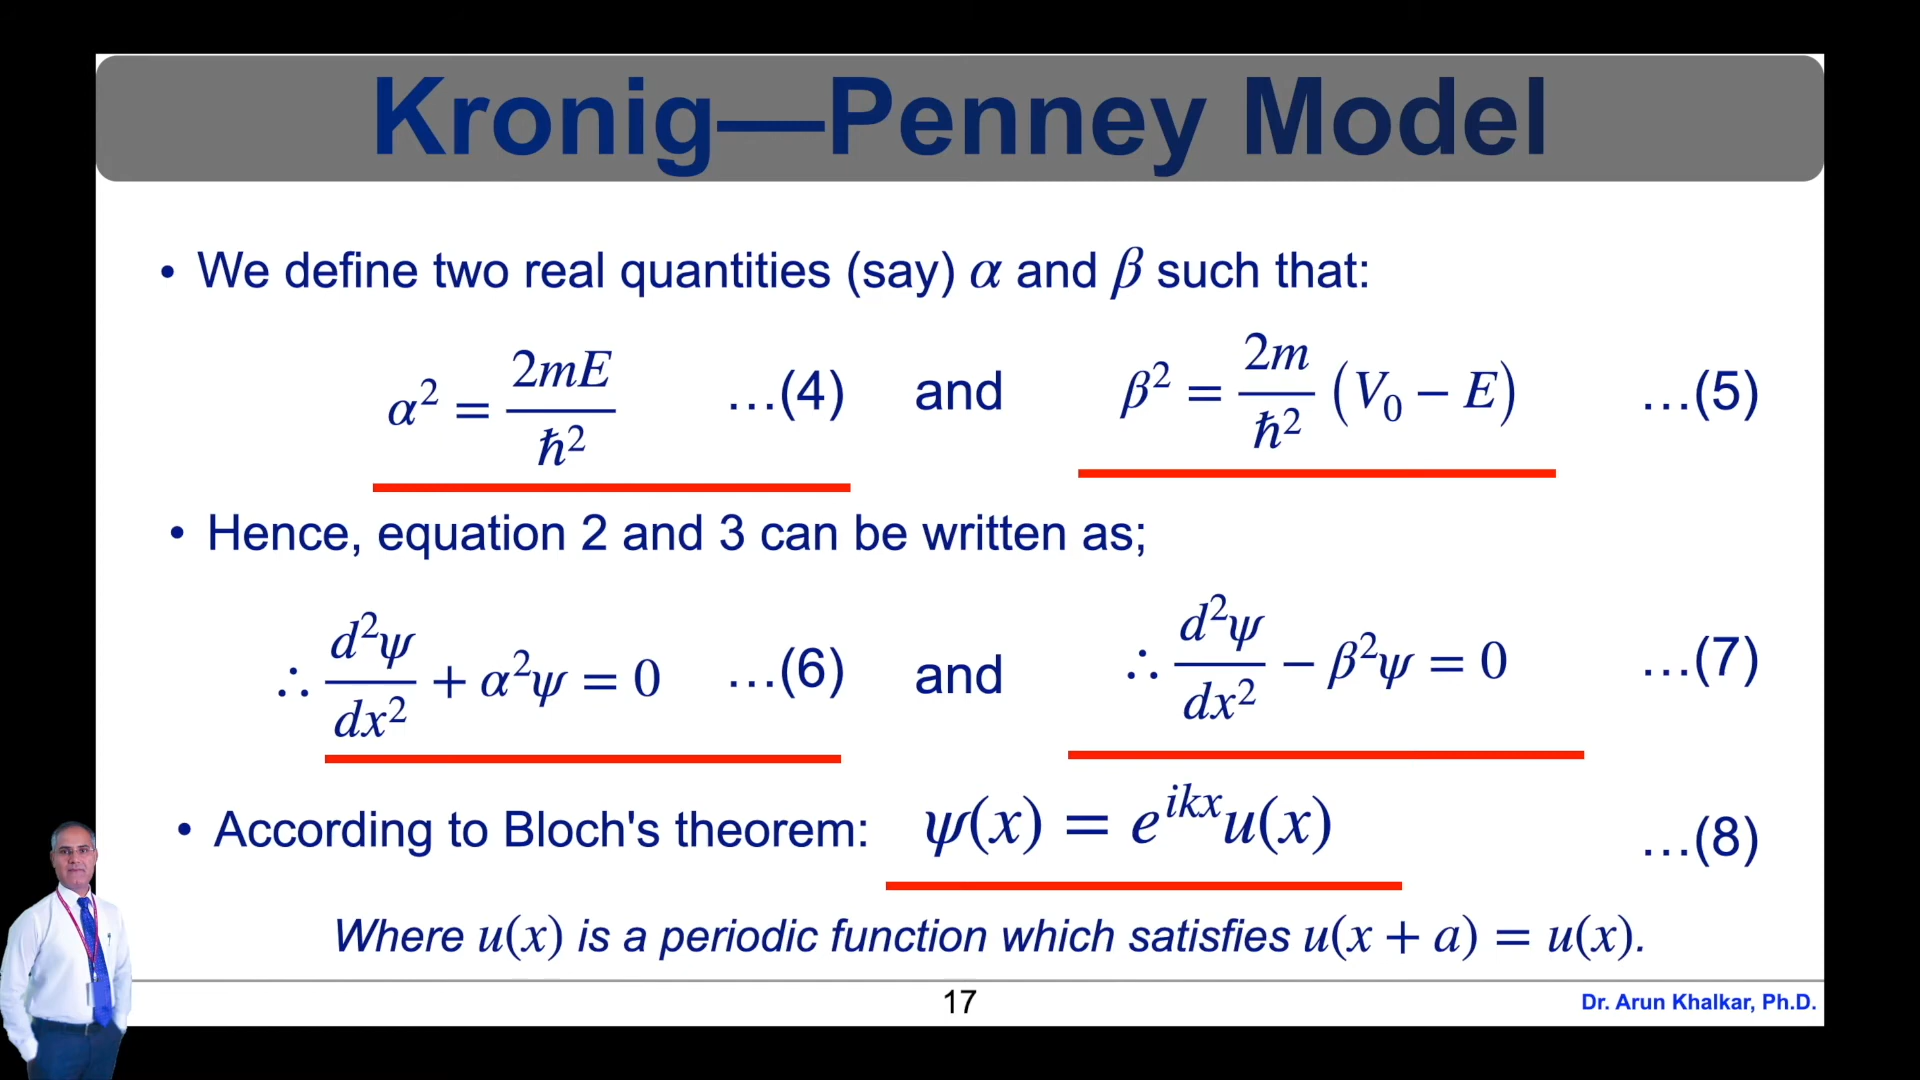 Kronig—Penney Model
• We define two real quantities (say) α and β such that:
α² = 2mE/ħ² …(4) and β² = 2m/ħ² (V₀ − E) …(5)
• Hence, equation 2 and 3 can be written as;
∴ d²ψ/dx² + α²ψ = 0 …(6) and ∴ d²ψ/dx² − β²ψ = 0 …(7)
• According to Bloch's theorem: ψ(x) = e^{ikx}u(x) …(8)
Where u(x) is a periodic function which satisfies u(x + a) = u(x).
17
Dr. Arun Khalkar, Ph.D.